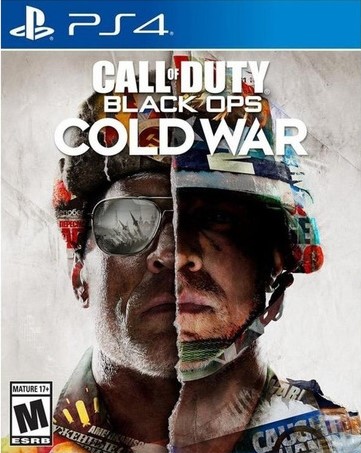 PS4
CALL OF DUTY
BLACK OPS
COLD WAR
MATURE 17+
M
ESRB